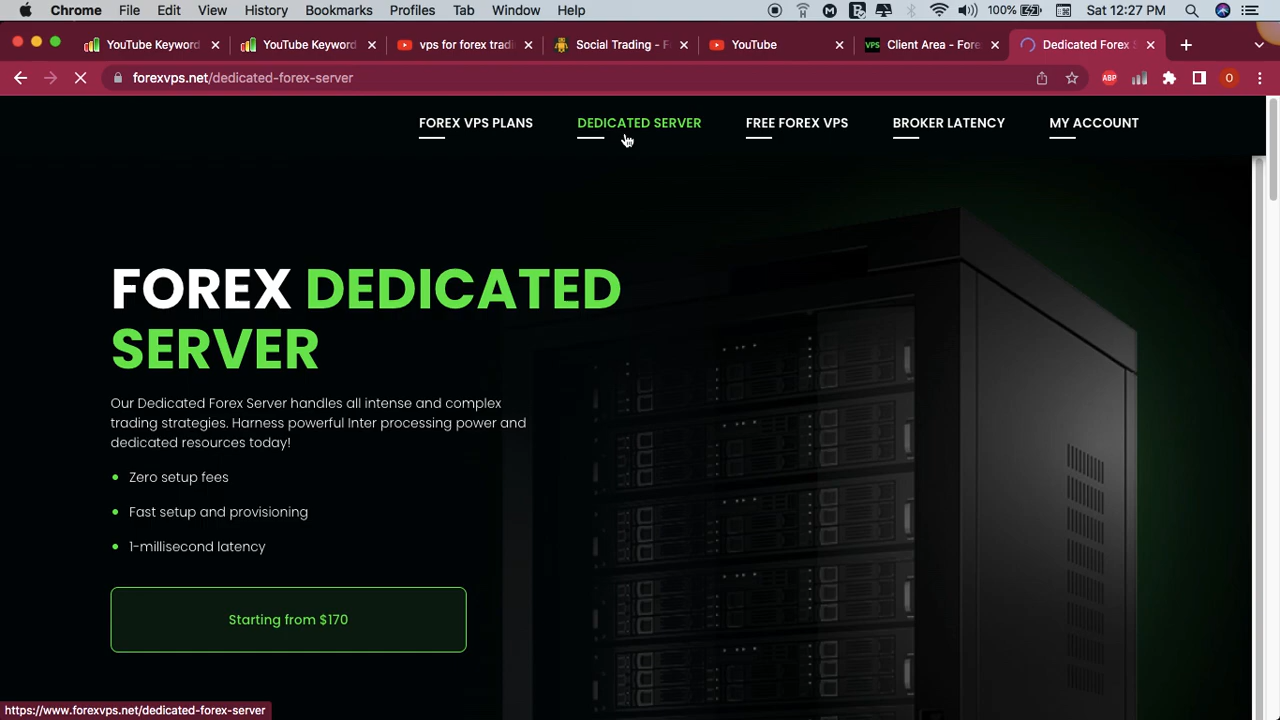 Chrome File Edit View History Bookmarks Profiles Tab Window Help 100% Sat 12:27 PM
YouTube Keyword YouTube Keyword vps for forex tradi Social Trading - F YouTube VPS Client Area - Fore Dedicated Forex S
forexvps.net/dedicated-forex-server ABP O
FOREX VPS PLANS DEDICATED SERVER FREE FOREX VPS BROKER LATENCY MY ACCOUNT
FOREX DEDICATED
SERVER
Our Dedicated Forex Server handles all intense and complex
trading strategies. Harness powerful Inter processing power and
dedicated resources today!
Zero setup fees
Fast setup and provisioning
1-millisecond latency
Starting from $170
https://www.forexvps.net/dedicated-forex-server